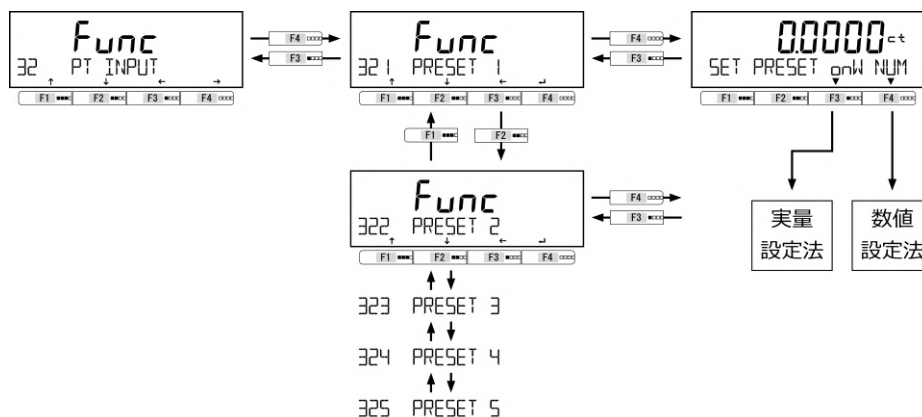 Func
32 PT INPUT
↑ ↓ ← →
F1 F2 F3 F4
F4
F3
Func
321 PRESET 1
↑ ↓ ← ↵
F1 F2 F3 F4
F4
F3
0.0000 ct
SET PRESET onW NUM
F1 F2 F3 F4
F1
F2
Func
322 PRESET 2
↑ ↓ ← ↵
F1 F2 F3 F4
F4
F3
実量
設定法
数値
設定法
323 PRESET 3
324 PRESET 4
325 PRESET 5